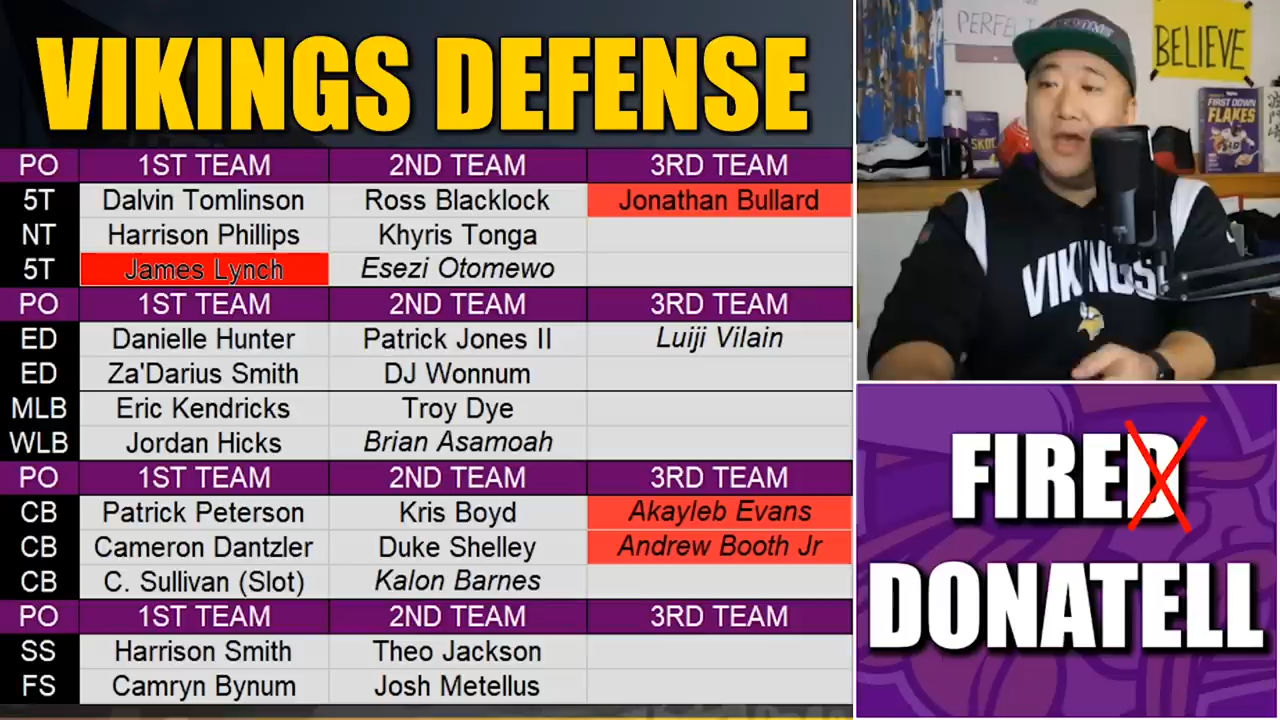 VIKINGS DEFENSE
PO 1ST TEAM 2ND TEAM 3RD TEAM
5T Dalvin Tomlinson Ross Blacklock Jonathan Bullard
NT Harrison Phillips Khyris Tonga
5T James Lynch Esezi Otomewo
PO 1ST TEAM 2ND TEAM 3RD TEAM
ED Danielle Hunter Patrick Jones II Luiji Vilain
ED Za'Darius Smith DJ Wonnum
MLB Eric Kendricks Troy Dye
WLB Jordan Hicks Brian Asamoah
PO 1ST TEAM 2ND TEAM 3RD TEAM
CB Patrick Peterson Kris Boyd Akayleb Evans
CB Cameron Dantzler Duke Shelley Andrew Booth Jr
CB C. Sullivan (Slot) Kalon Barnes
PO 1ST TEAM 2ND TEAM 3RD TEAM
SS Harrison Smith Theo Jackson
FS Camryn Bynum Josh Metellus
BELIEVE
FIRST DOWN
FLAKES
VIKINGS
FIRED
DONATELL